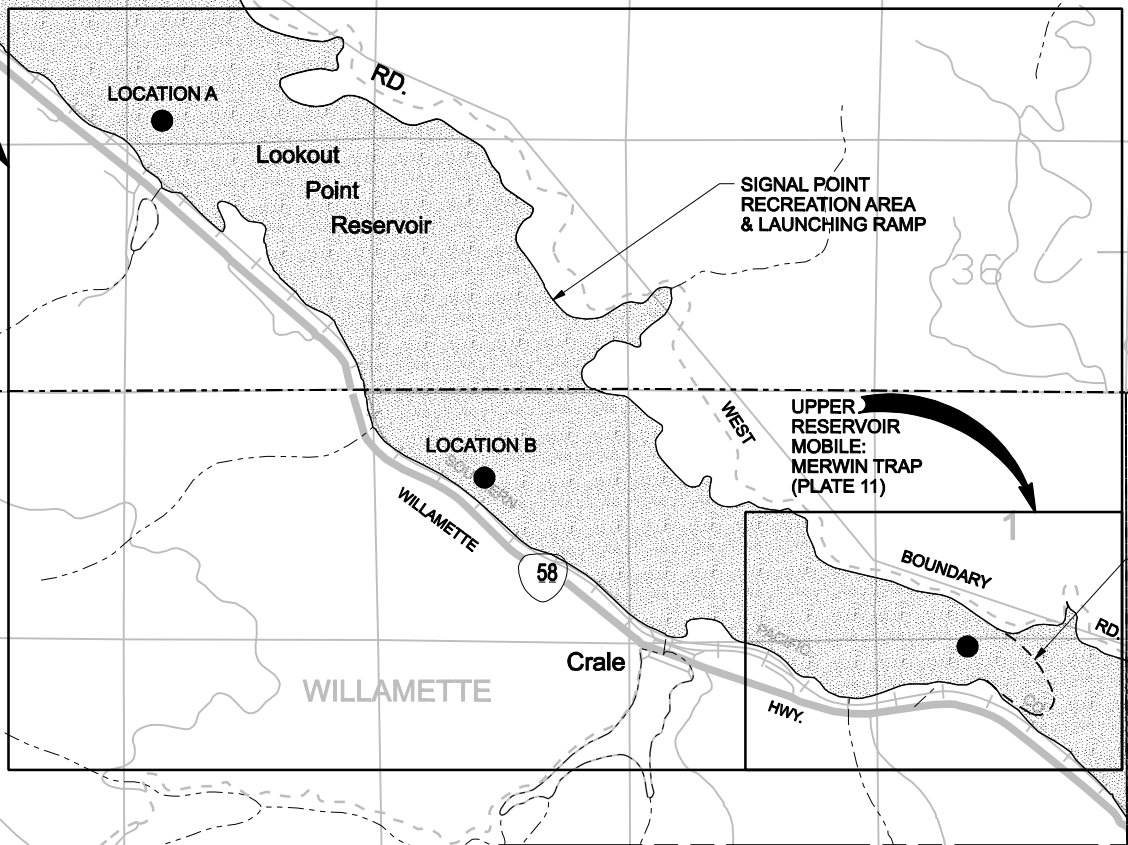 RD.
LOCATION A
Lookout
Point
Reservoir
SIGNAL POINT
RECREATION AREA
& LAUNCHING RAMP
36
UPPER
RESERVOIR
MOBILE:
MERWIN TRAP
(PLATE 11)
WEST
LOCATION B
SOUTHERN
WILLAMETTE
1
58
BOUNDARY
RD.
PACIFIC
Crale
WILLAMETTE
HWY.